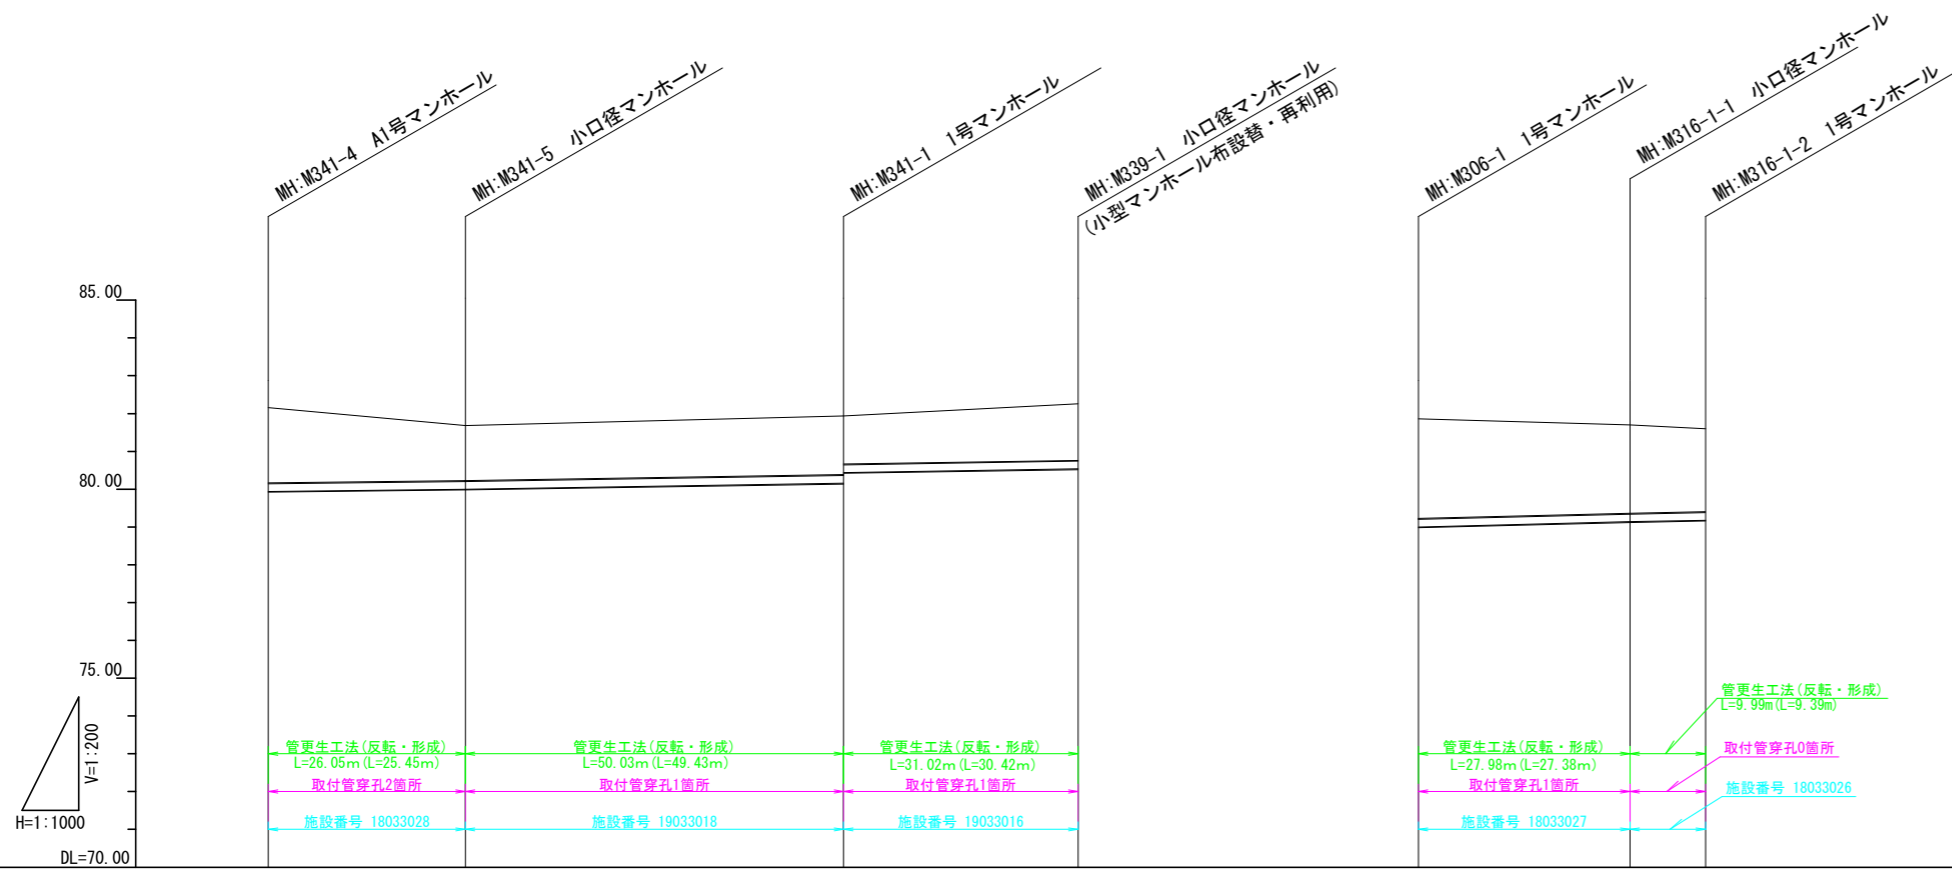 MH:M341-4 A1号マンホール
MH:M341-5 小口径マンホール
MH:M341-1 1号マンホール
MH:M339-1 小口径マンホール
(小型マンホール布設替・再利用)
MH:M306-1 1号マンホール
MH:M316-1-1 小口径マンホール
MH:M316-1-2 1号マンホール
85.00
80.00
75.00
DL=70.00
V=1:200
H=1:1000
管更生工法(反転・形成)
L=26.05m(L=25.45m)
取付管穿孔2箇所
施設番号 18033028
管更生工法(反転・形成)
L=50.03m(L=49.43m)
取付管穿孔1箇所
施設番号 19033018
管更生工法(反転・形成)
L=31.02m(L=30.42m)
取付管穿孔1箇所
施設番号 19033016
管更生工法(反転・形成)
L=27.98m(L=27.38m)
取付管穿孔1箇所
施設番号 18033027
管更生工法(反転・形成)
L=9.99m(L=9.39m)
取付管穿孔0箇所
施設番号 18033026